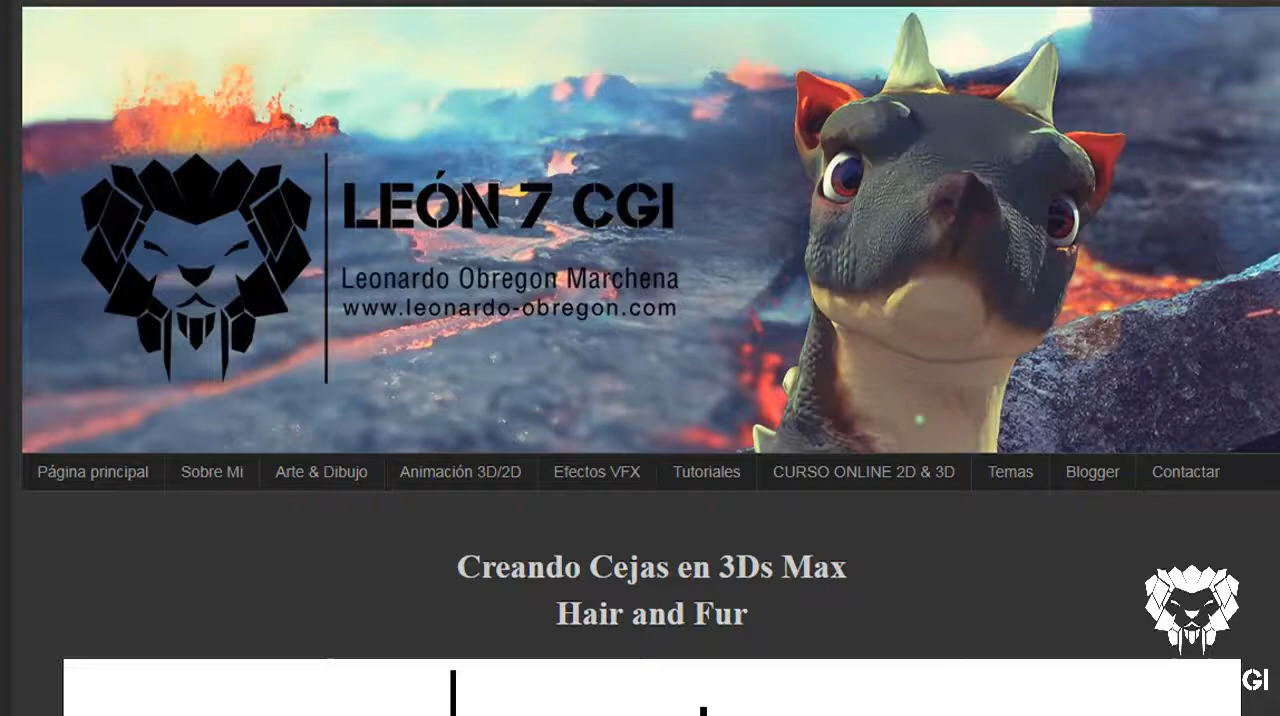 LEÓN 7 CGI
Leonardo Obregon Marchena
www.leonardo-obregon.com
Página principal Sobre Mi Arte & Dibujo Animación 3D/2D Efectos VFX Tutoriales CURSO ONLINE 2D & 3D Temas Blogger Contactar
Creando Cejas en 3Ds Max
Hair and Fur
GI